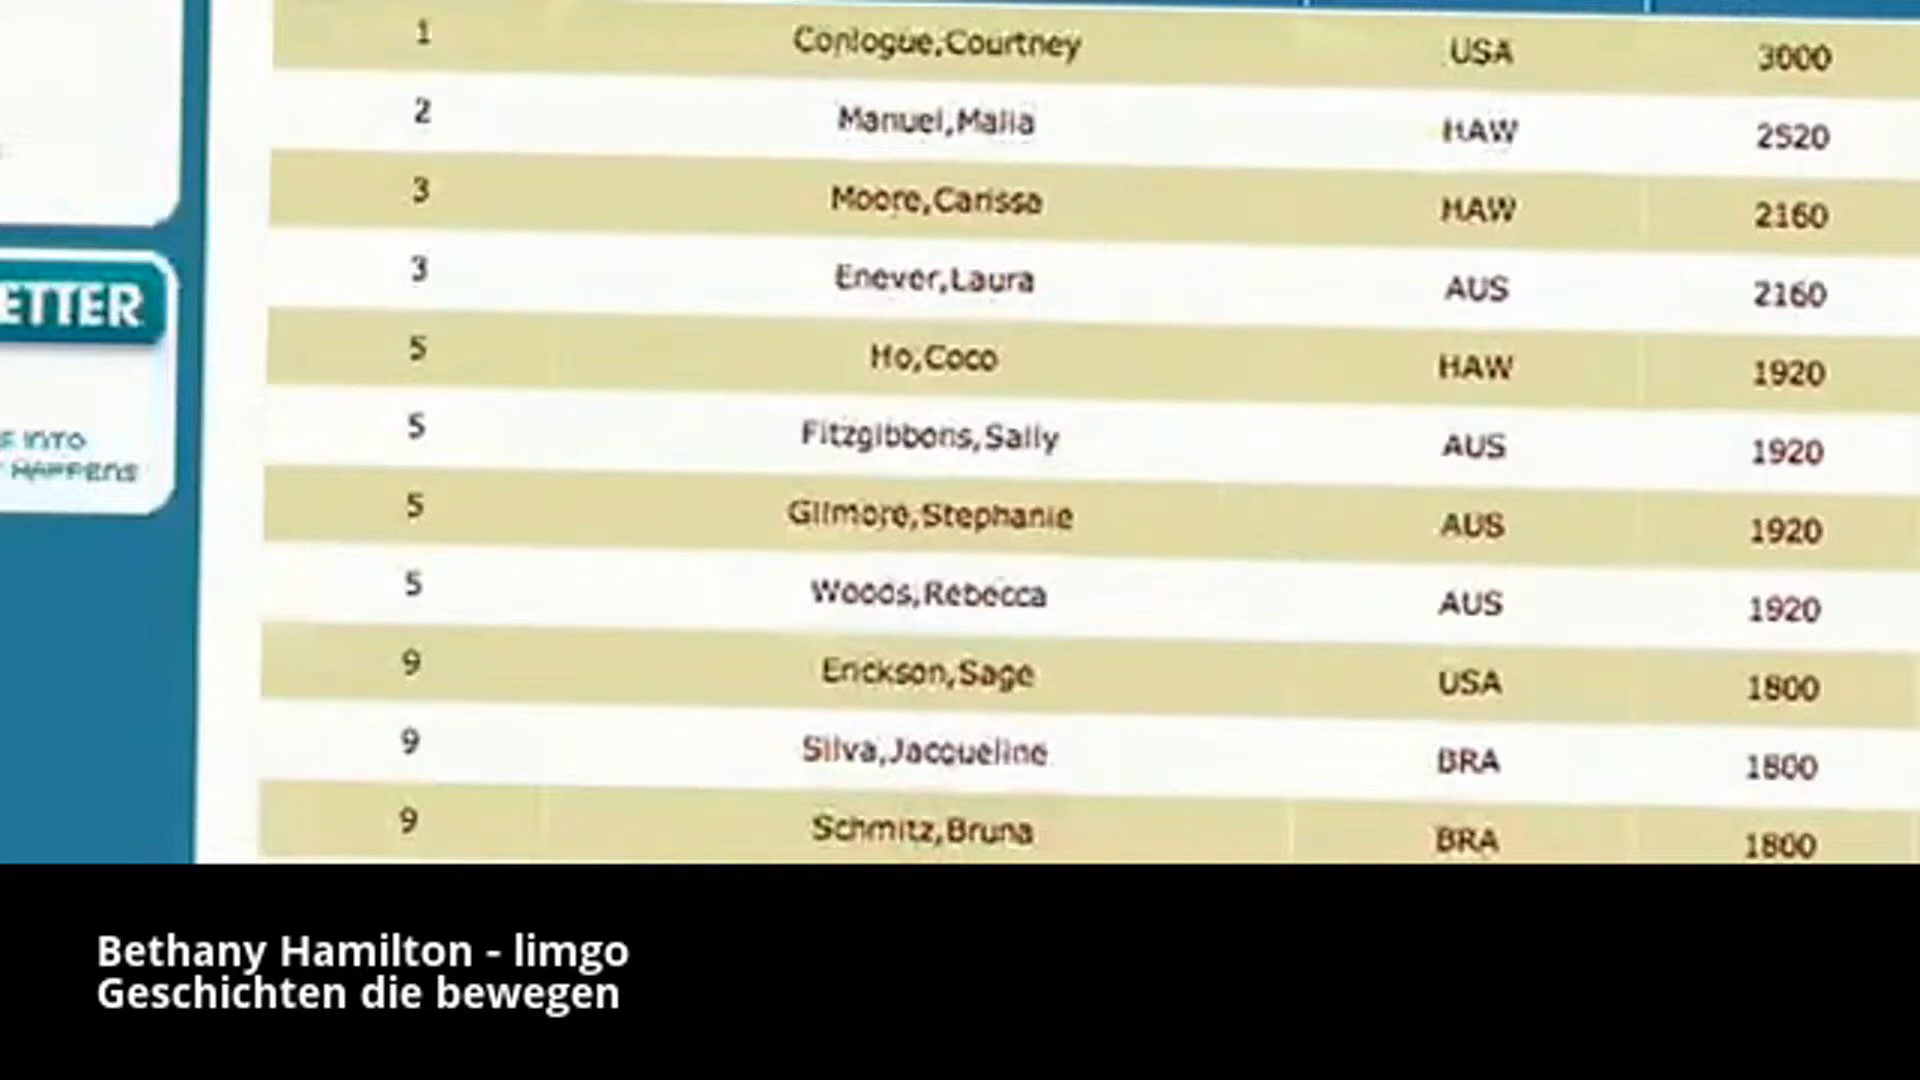 1 Conlogue,Courtney USA 3000
2 Manuel,Malia HAW 2520
3 Moore,Carissa HAW 2160
3 Enever,Laura AUS 2160
5 Ho,Coco HAW 1920
5 Fitzgibbons,Sally AUS 1920
5 Gilmore,Stephanie AUS 1920
5 Woods,Rebecca AUS 1920
9 Erickson,Sage USA 1800
9 Silva,Jacqueline BRA 1800
9 Schmitz,Bruna BRA 1800
ETTER
INTO
HAPPENS
Bethany Hamilton - limgo
Geschichten die bewegen